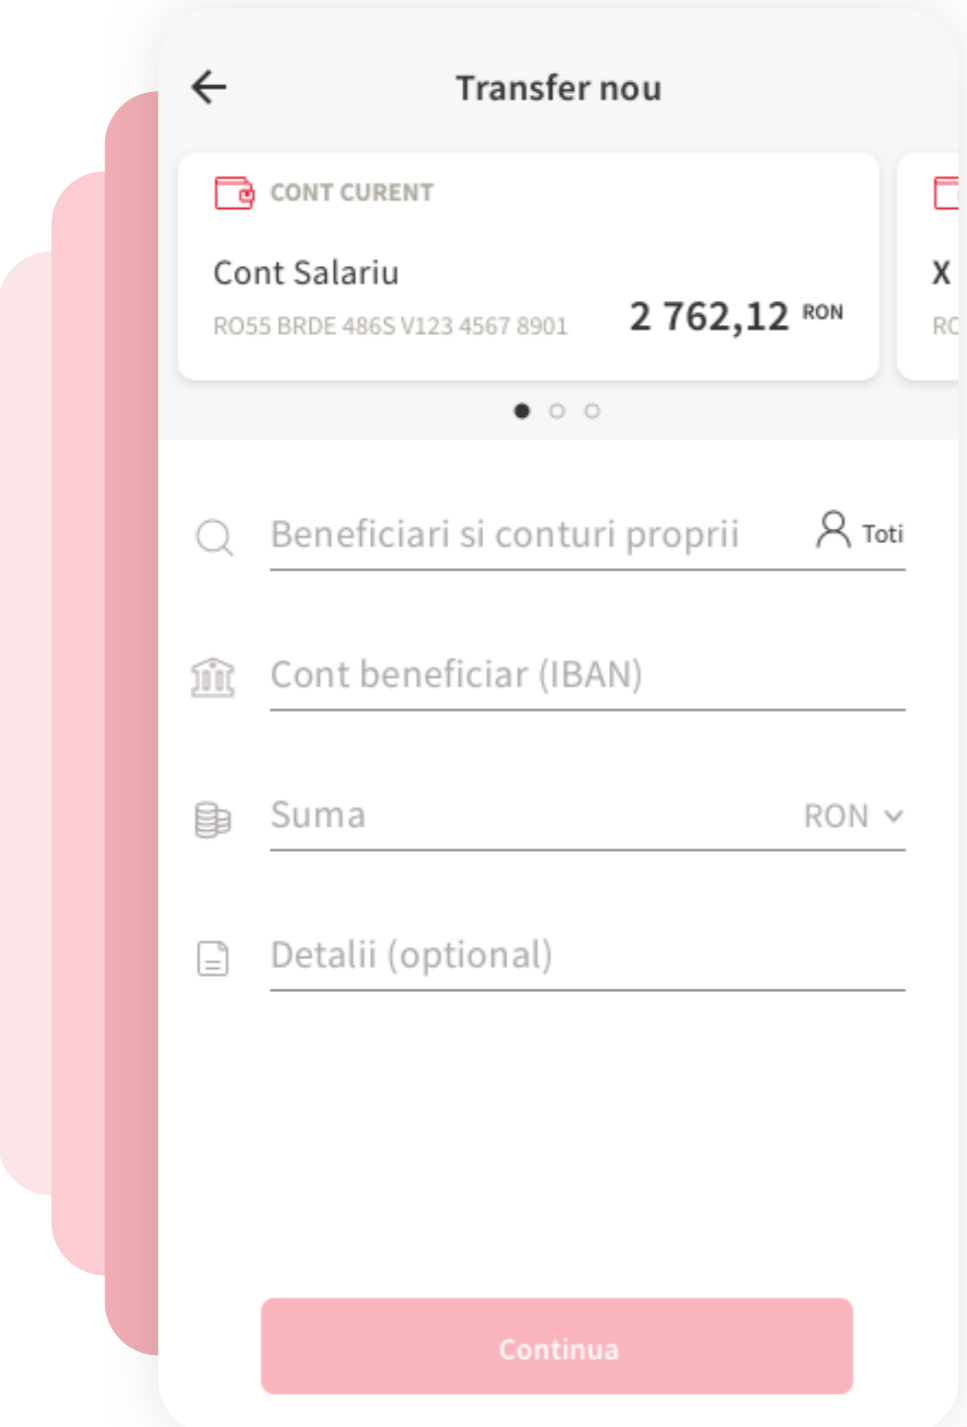 Transfer nou
CONT CURENT
Cont Salariu
RO55 BRDE 486S V123 4567 8901
2 762,12 RON
X
RO
Beneficiari si conturi proprii
Toti
Cont beneficiar (IBAN)
Suma
RON
Detalii (optional)
Continua